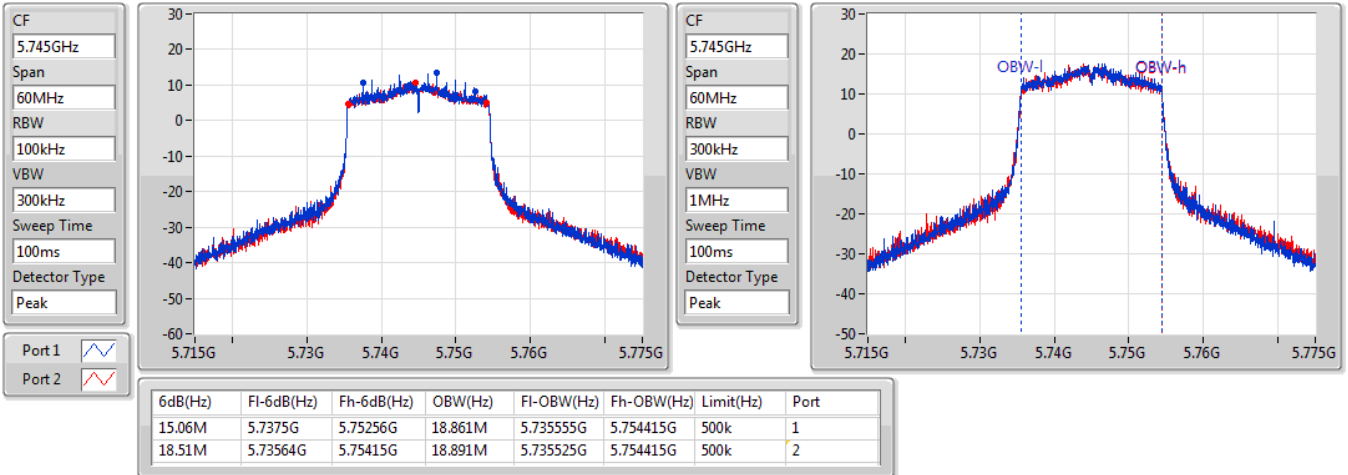 CF
5.745GHz
Span
60MHz
RBW
100kHz
VBW
300kHz
Sweep Time
100ms
Detector Type
Peak
Port 1
Port 2
30
20
10
0
-10
-20
-30
-40
-50
-60
5.715G 5.73G 5.74G 5.75G 5.76G 5.775G
CF
5.745GHz
Span
60MHz
RBW
300kHz
VBW
1MHz
Sweep Time
100ms
Detector Type
Peak
30
20
10
0
-10
-20
-30
-40
-50
OBW-l OBW-h
5.715G 5.73G 5.74G 5.75G 5.76G 5.775G
6dB(Hz) Fl-6dB(Hz) Fh-6dB(Hz) OBW(Hz) Fl-OBW(Hz) Fh-OBW(Hz) Limit(Hz) Port
15.06M 5.7375G 5.75256G 18.861M 5.735555G 5.754415G 500k 1
18.51M 5.73564G 5.75415G 18.891M 5.735525G 5.754415G 500k 2